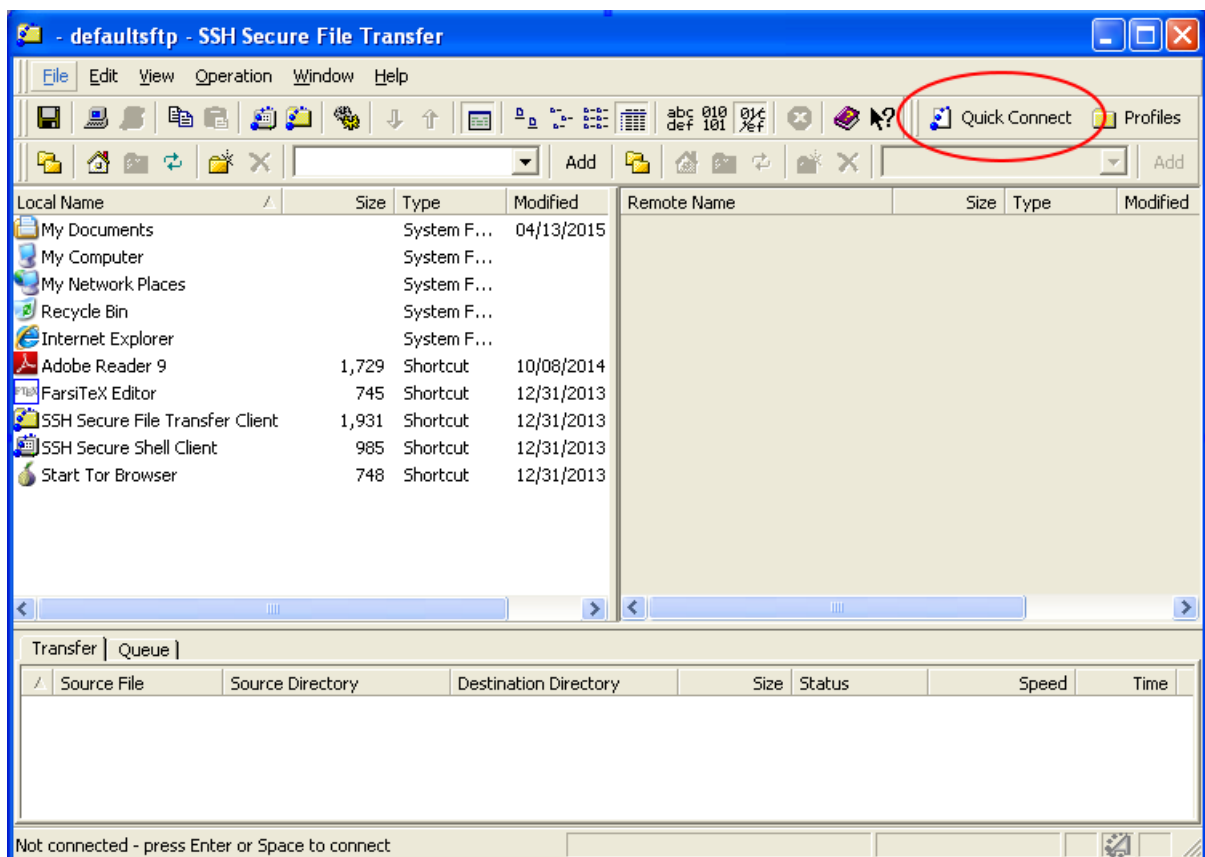 - defaultsftp - SSH Secure File Transfer
File Edit View Operation Window Help
abc def 010 101 Quick Connect Profiles
Add Add
Local Name Size Type Modified Remote Name Size Type Modified
My Documents System F... 04/13/2015
My Computer System F...
My Network Places System F...
Recycle Bin System F...
Internet Explorer System F...
Adobe Reader 9 1,729 Shortcut 10/08/2014
FarsiTeX Editor 745 Shortcut 12/31/2013
SSH Secure File Transfer Client 1,931 Shortcut 12/31/2013
SSH Secure Shell Client 985 Shortcut 12/31/2013
Start Tor Browser 748 Shortcut 12/31/2013
Transfer Queue
Source File Source Directory Destination Directory Size Status Speed Time
Not connected - press Enter or Space to connect